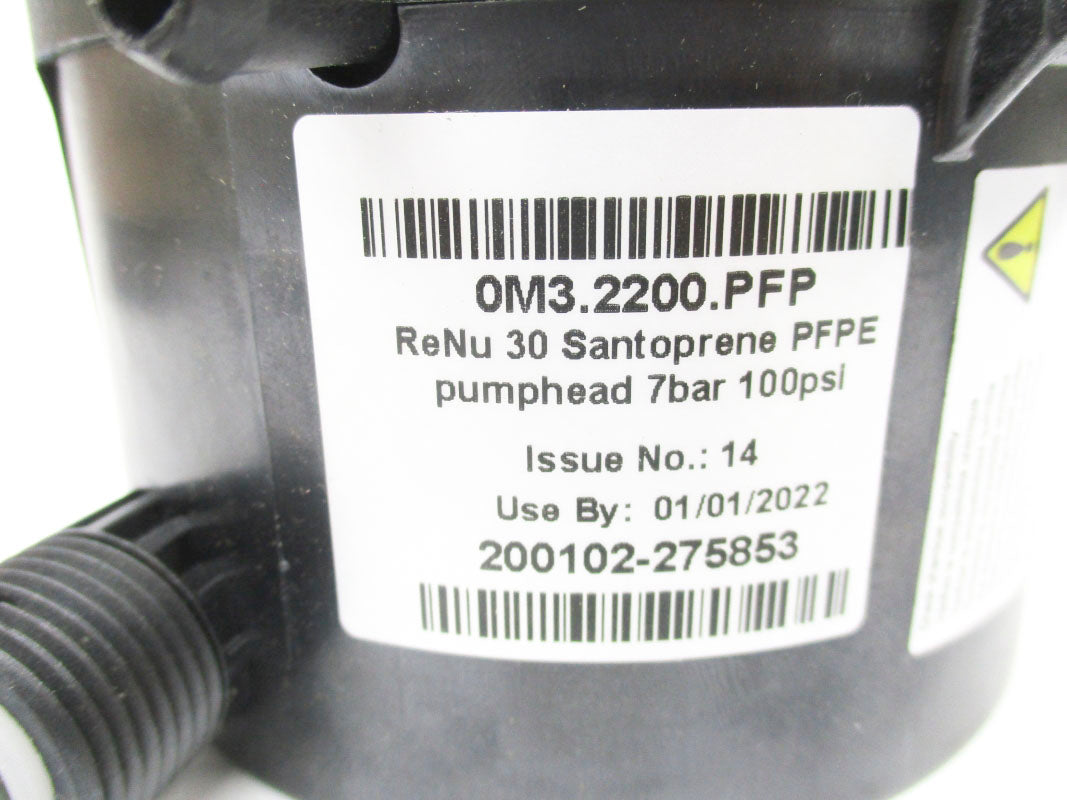 0M3.2200.PFP
ReNu 30 Santoprene PFPE
pumphead 7bar 100psi
Issue No.: 14
Use By: 01/01/2022
200102-275853